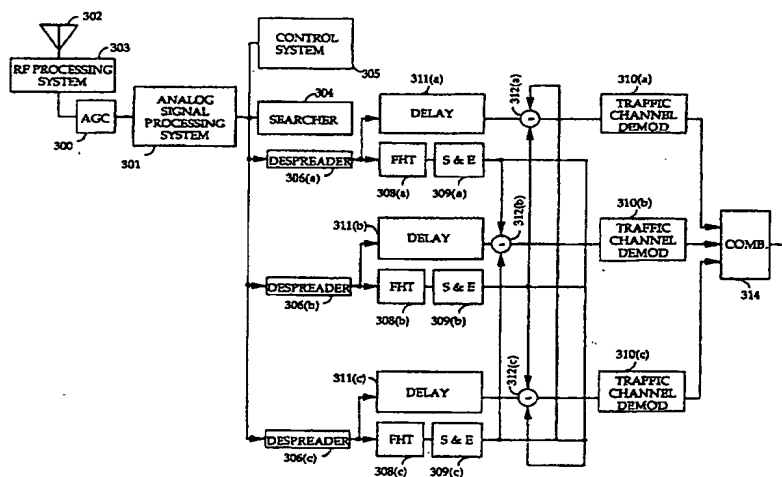 302
303
RF PROCESSING
SYSTEM
AGC
300
ANALOG
SIGNAL
PROCESSING
SYSTEM
301
CONTROL
SYSTEM
305
304
SEARCHER
DESPREADER
306(a)
311(a)
DELAY
FHT
308(a)
S & E
309(a)
312(a)
310(a)
TRAFFIC
CHANNEL
DEMOD
311(b)
DELAY
DESPREADER
306(b)
FHT
308(b)
S & E
309(b)
312(b)
310(b)
TRAFFIC
CHANNEL
DEMOD
COMB.
314
311(c)
DELAY
DESPREADER
306(c)
FHT
308(c)
S & E
309(c)
312(c)
310(c)
TRAFFIC
CHANNEL
DEMOD